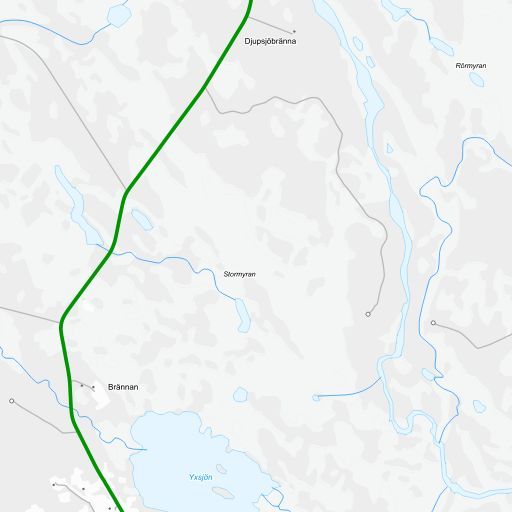 Djupsjöbränna
Rörmyran
Stormyran
Brännan
Yxsjön